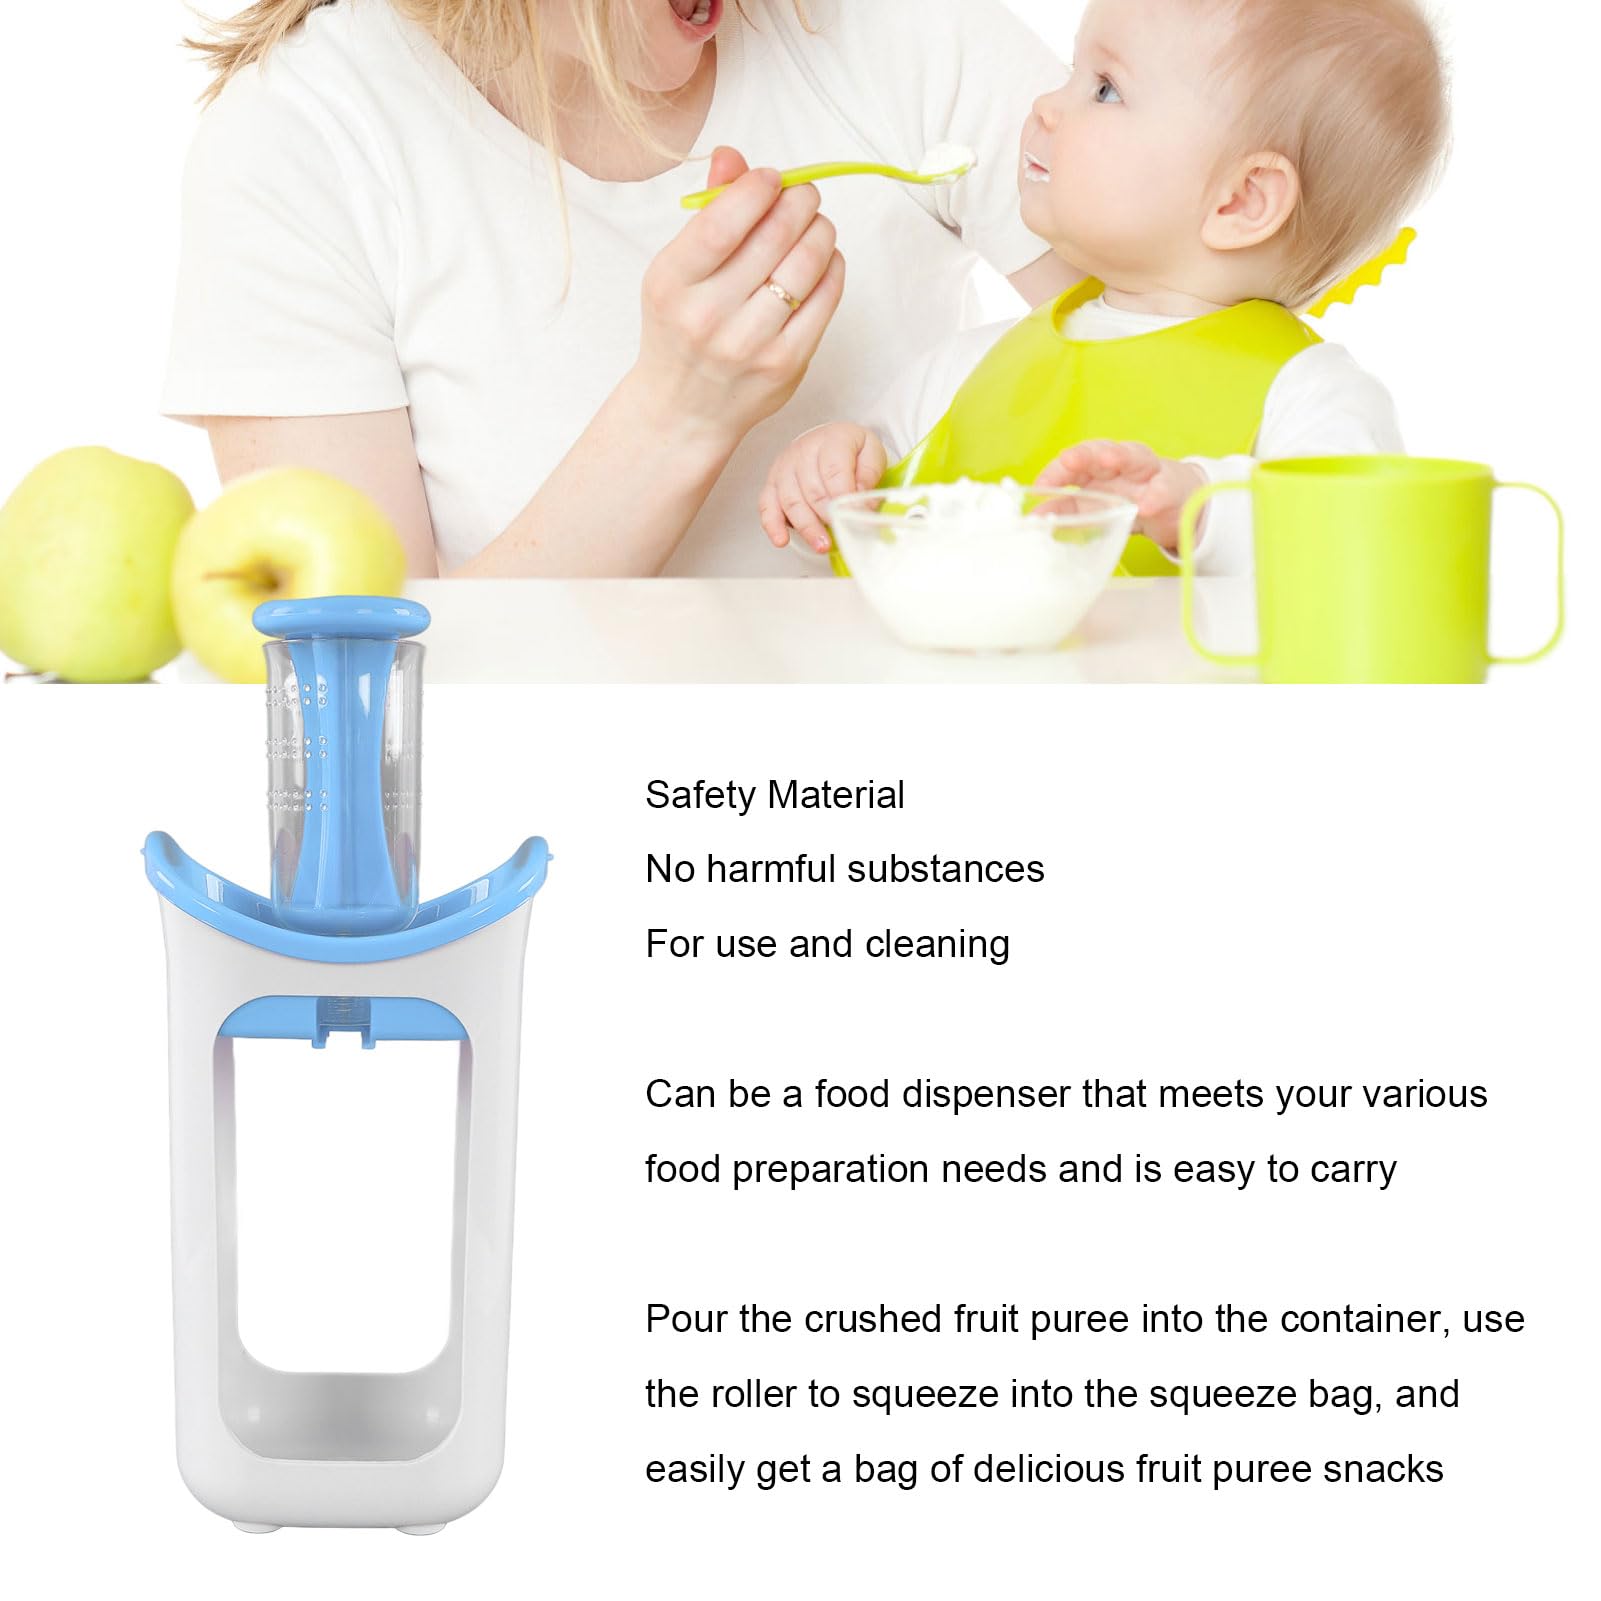 Safety Material
No harmful substances
For use and cleaning
Can be a food dispenser that meets your various
food preparation needs and is easy to carry
Pour the crushed fruit puree into the container, use
the roller to squeeze into the squeeze bag, and
easily get a bag of delicious fruit puree snacks